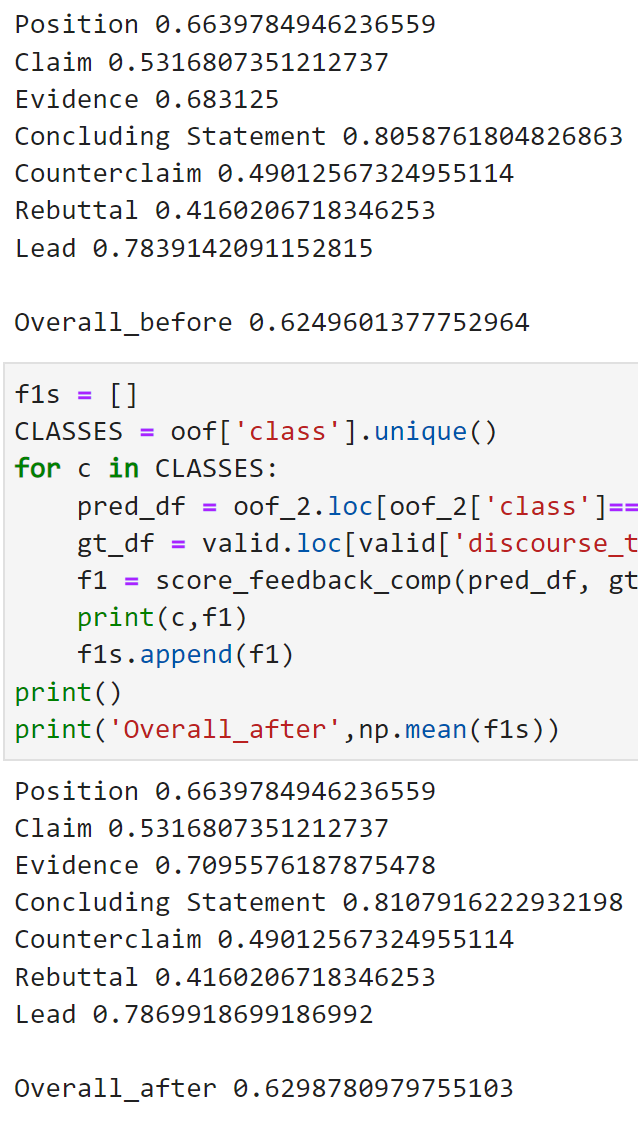 Position 0.6639784946236559
Claim 0.5316807351212737
Evidence 0.683125
Concluding Statement 0.8058761804826863
Counterclaim 0.49012567324955114
Rebuttal 0.4160206718346253
Lead 0.7839142091152815
Overall_before 0.6249601377752964
f1s = []
CLASSES = oof['class'].unique()
for c in CLASSES:
    pred_df = oof_2.loc[oof_2['class']==
    gt_df = valid.loc[valid['discourse_t
    f1 = score_feedback_comp(pred_df, gt
    print(c,f1)
    f1s.append(f1)
print()
print('Overall_after',np.mean(f1s))
Position 0.6639784946236559
Claim 0.5316807351212737
Evidence 0.7095576187875478
Concluding Statement 0.8107916222932198
Counterclaim 0.49012567324955114
Rebuttal 0.4160206718346253
Lead 0.7869918699186992
Overall_after 0.6298780979755103